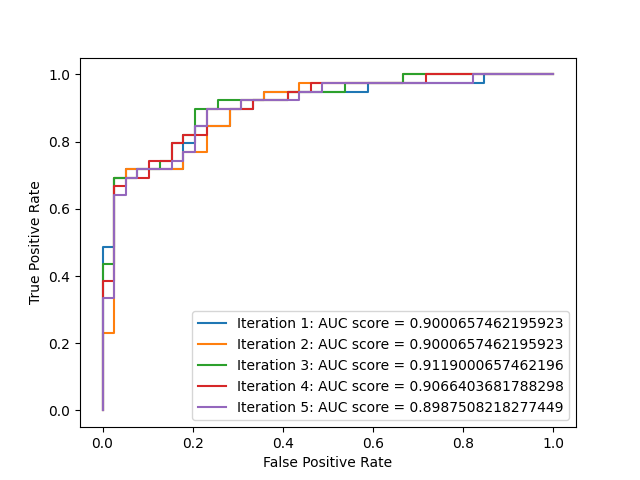 1.0
0.8
0.6
0.4
0.2
0.0
True Positive Rate
Iteration 1: AUC score = 0.9000657462195923
Iteration 2: AUC score = 0.9000657462195923
Iteration 3: AUC score = 0.9119000657462196
Iteration 4: AUC score = 0.9066403681788298
Iteration 5: AUC score = 0.8987508218277449
0.0 0.2 0.4 0.6 0.8 1.0
False Positive Rate